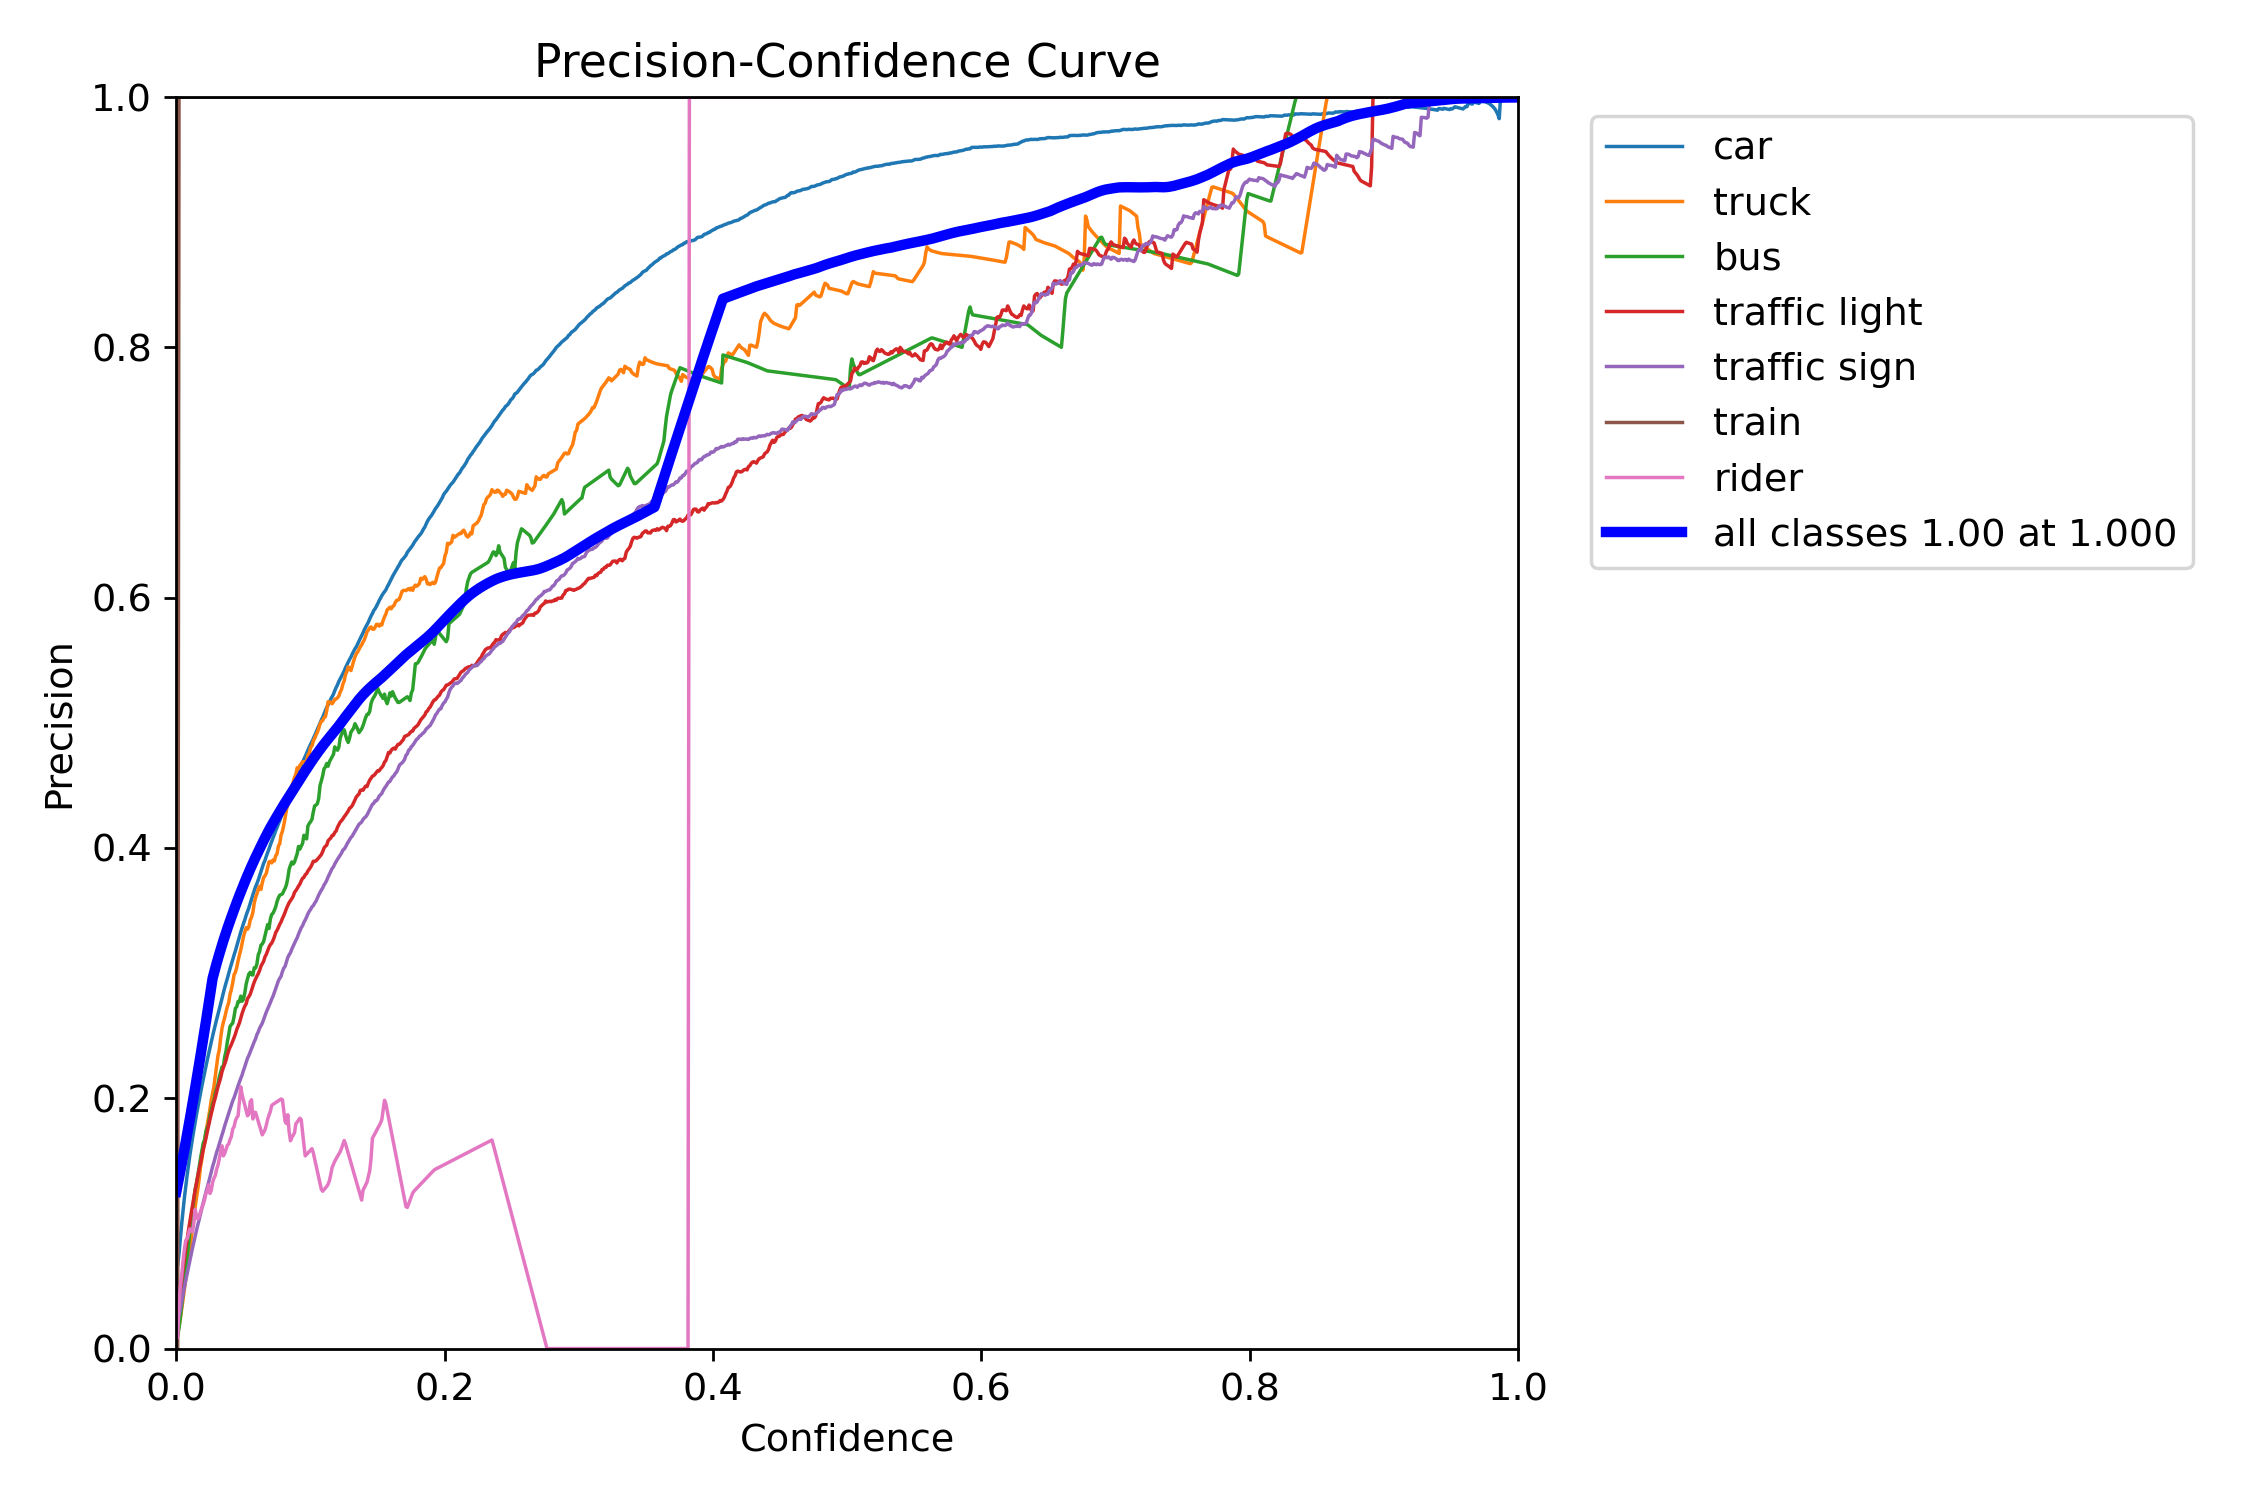 Precision-Confidence Curve
1.0
0.8
0.6
0.4
0.2
0.0
Precision
0.0 0.2 0.4 0.6 0.8 1.0
Confidence
car
truck
bus
traffic light
traffic sign
train
rider
all classes 1.00 at 1.000